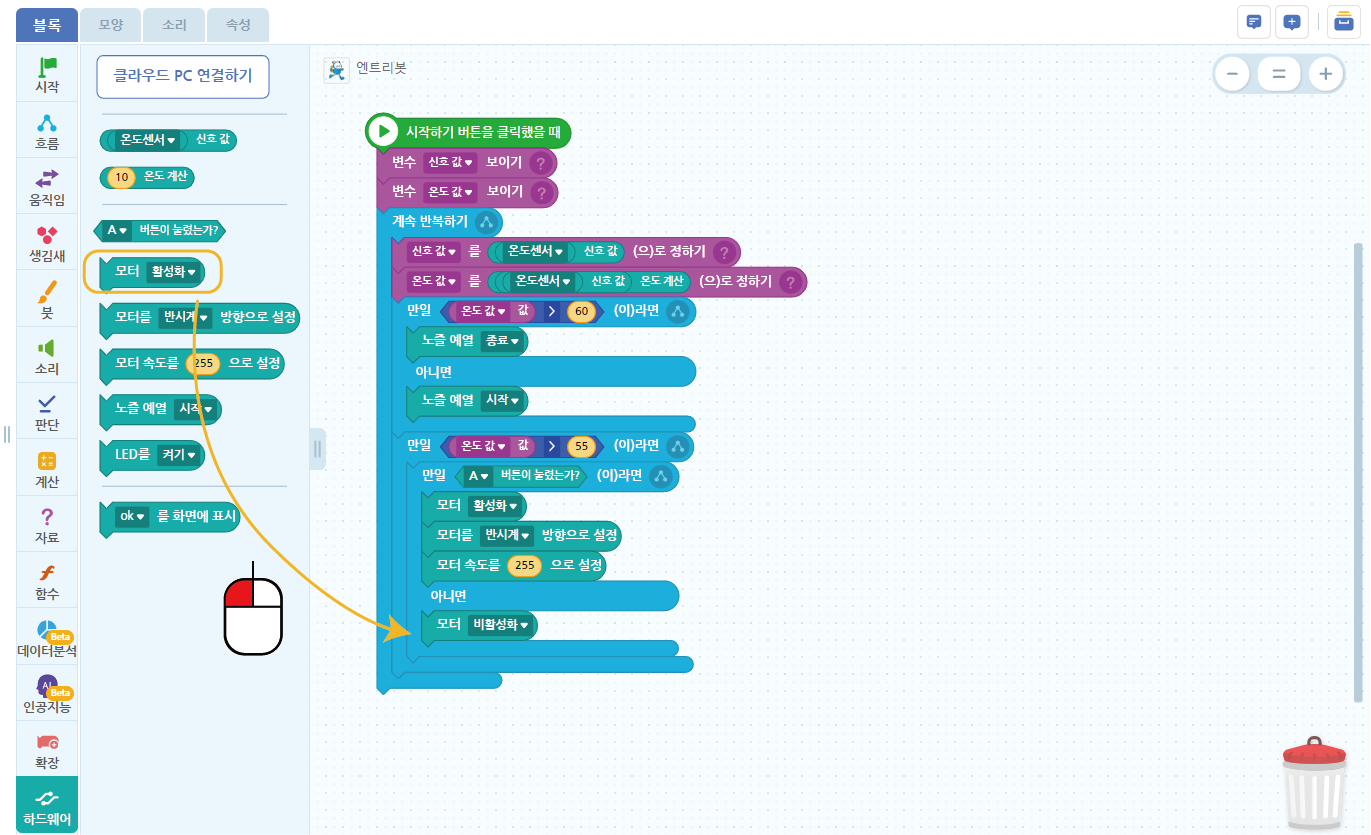 블록 모양 소리 속성
시작
흐름
움직임
생김새
붓
소리
판단
계산
자료
함수
Beta
데이터분석
AI
Beta
인공지능
확장
하드웨어
클라우드 PC 연결하기
온도센서 신호 값
10 온도 계산
A 버튼이 눌렸는가?
모터 활성화
모터를 반시계 방향으로 설정
모터 속도를 255 으로 설정
노즐 예열 시작
LED를 켜기
ok 를 화면에 표시
엔트리봇
시작하기 버튼을 클릭했을 때
변수 신호 값 보이기 ?
변수 온도 값 보이기 ?
계속 반복하기
신호 값 를 온도센서 신호 값 (으)로 정하기 ?
온도 값 를 온도센서 신호 값 온도 계산 (으)로 정하기 ?
만일 온도 값 값 > 60 (이)라면
노즐 예열 종료
아니면
노즐 예열 시작
만일 온도 값 값 > 55 (이)라면
만일 A 버튼이 눌렸는가? (이)라면
모터 활성화
모터를 반시계 방향으로 설정
모터 속도를 255 으로 설정
아니면
모터 비활성화